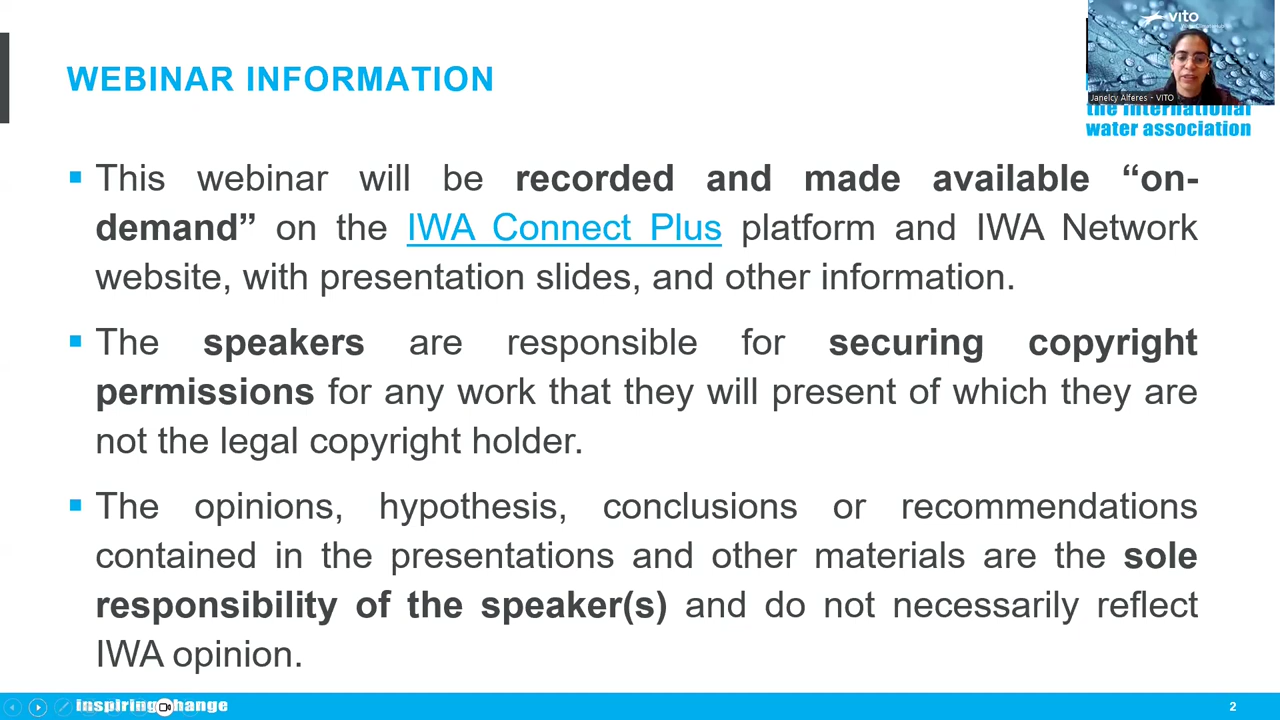 vito
Janelcy Alferes - VITO
WEBINAR INFORMATION
the international
water association
This webinar will be recorded and made available “on-
demand” on the IWA Connect Plus platform and IWA Network
website, with presentation slides, and other information.
The speakers are responsible for securing copyright
permissions for any work that they will present of which they are
not the legal copyright holder.
The opinions, hypothesis, conclusions or recommendations
contained in the presentations and other materials are the sole
responsibility of the speaker(s) and do not necessarily reflect
IWA opinion.
inspiring change
2